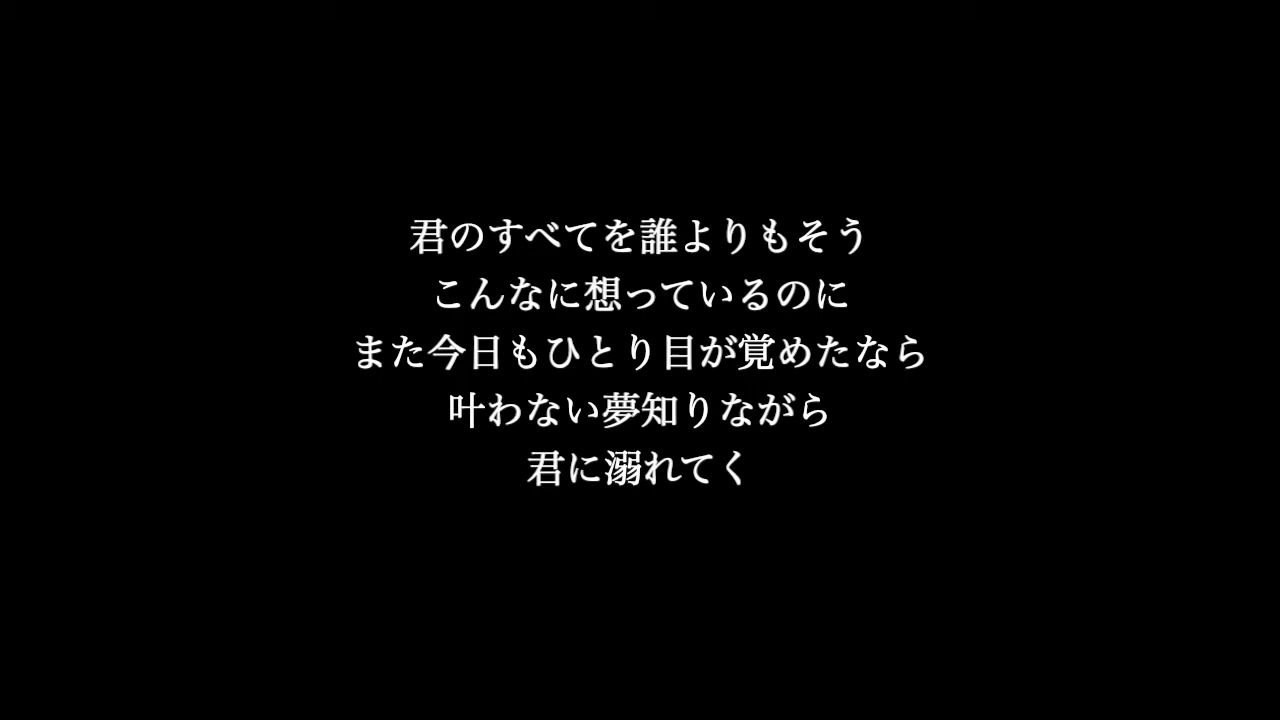 君のすべてを誰よりもそう
こんなに想っているのに
また今日もひとり目が覚めたなら
叶わない夢知りながら
君に溺れてく